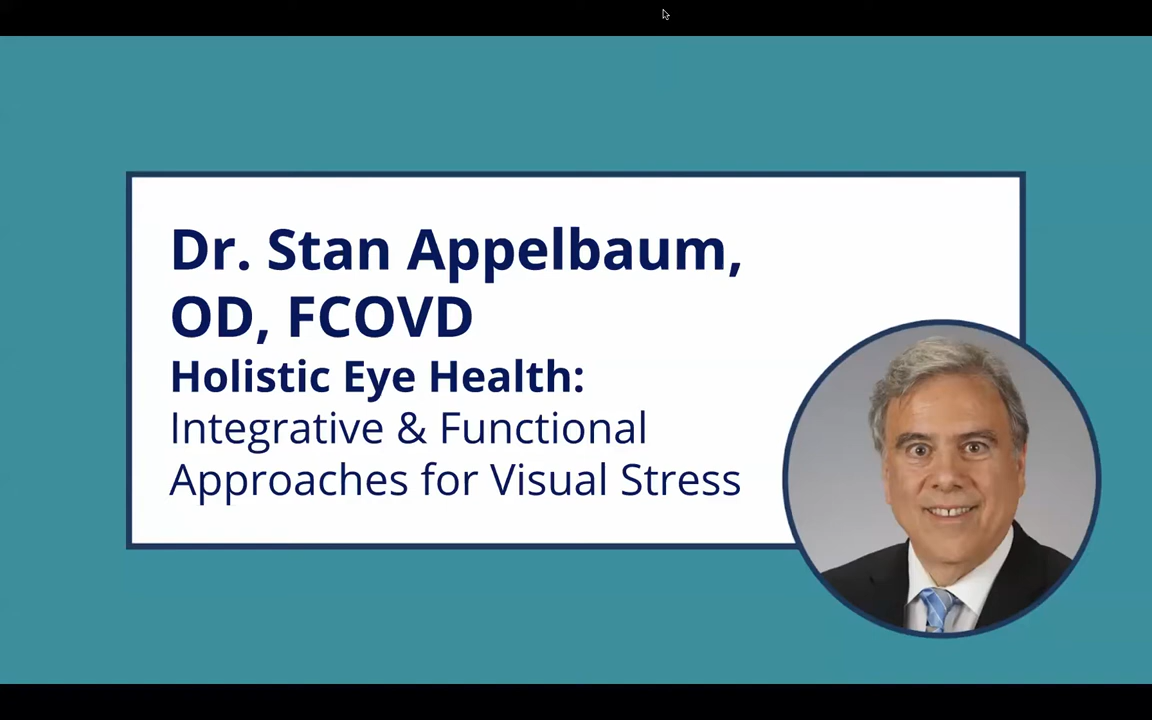 Dr. Stan Appelbaum,
OD, FCOVD
Holistic Eye Health:
Integrative & Functional
Approaches for Visual Stress